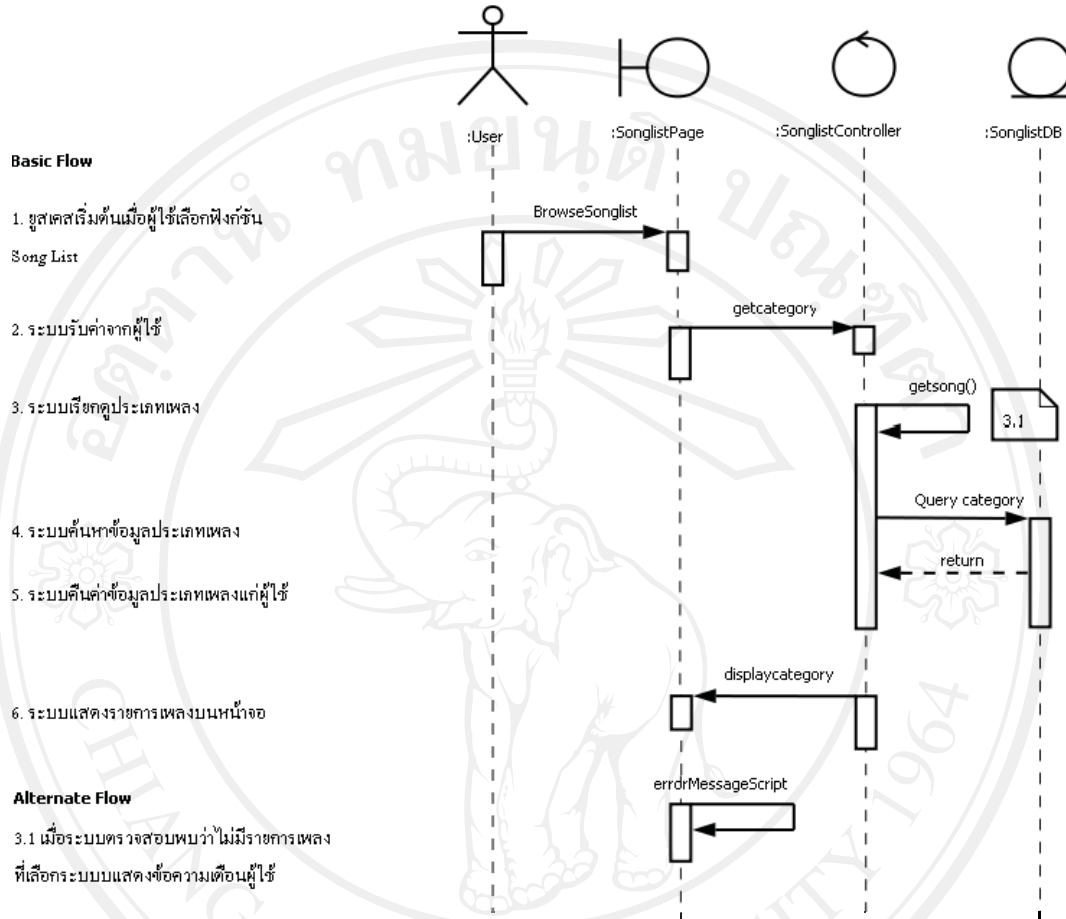 :User
:SonglistPage
:SonglistController
:SonglistDB
Basic Flow
1. ยูสเคสเริ่มต้นเมื่อผู้ใช้เลือกฟังก์ชัน
Song List
BrowseSonglist
2. ระบบรับค่าจากผู้ใช้
getcategory
3. ระบบเรียกดูประเภทเพลง
getsong()
3.1
4. ระบบค้นหาข้อมูลประเภทเพลง
Query category
5. ระบบคืนค่าข้อมูลประเภทเพลงแก่ผู้ใช้
return
6. ระบบแสดงรายการเพลงบนหน้าจอ
displaycategory
Alternate Flow
errorMessageScript
3.1 เมื่อระบบตรวจสอบพบว่าไม่มีรายการเพลง
ที่เลือกระบบบแสดงข้อความเตือนผู้ใช้
CHIANG
UNIVERSITY 1964